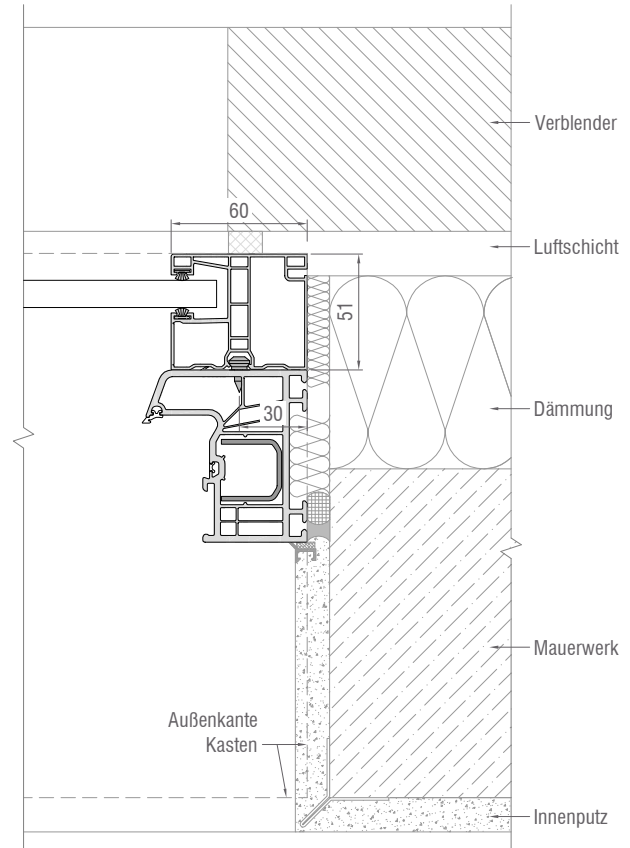 Verblender
60
Luftschicht
51
Dämmung
30
Mauerwerk
Außenkante
Kasten
Innenputz